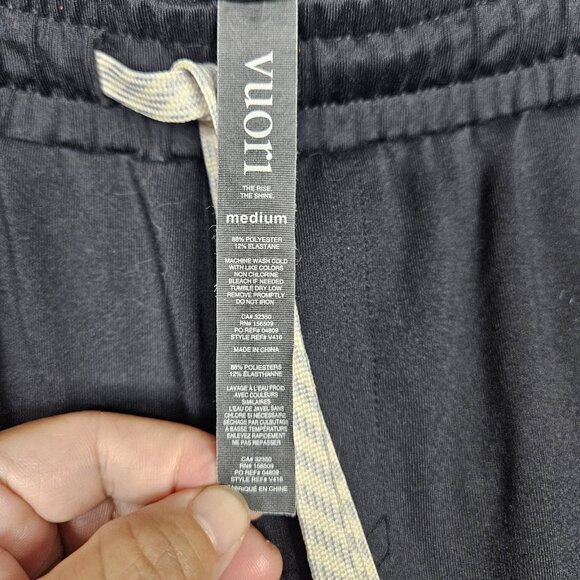 vuori
THE RISE.
THE SHINE.
medium
88% POLYESTER
12% ELASTANE
MACHINE WASH COLD
WITH LIKE COLORS
NON CHLORINE
BLEACH IF NEEDED
TUMBLE DRY LOW
REMOVE PROMPTLY
DO NOT IRON
CA# 32350
RN# 156509
PO REF# 04809
STYLE REF# V416
MADE IN CHINA
88% POLIESTERS
12% ÉLASTHANNE
LAVAGE À L'EAU FROID
AVEC COULEURS
SIMILAIRES
L'EAU DE JAVEL SANS
CHLORE SI NÉCESSAIRE
SÉCHAGE PAR CULBUTAGE
À BASSE TEMPÉRATURE
ENLEVEZ RAPIDEMENT
NE PAS REPASSER
CA# 32350
RN# 156509
PO REF# 04809
STYLE REF# V416
FABRIQUÉ EN CHINE